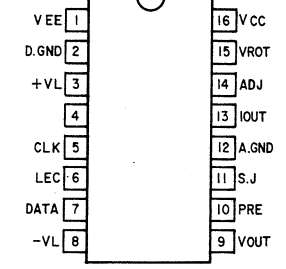 VEE 1 16 VCC
D.GND 2 15 VROT
+VL 3 14 ADJ
4 13 IOUT
CLK 5 12 A.GND
LEC 6 11 S.J
DATA 7 10 PRE
-VL 8 9 VOUT